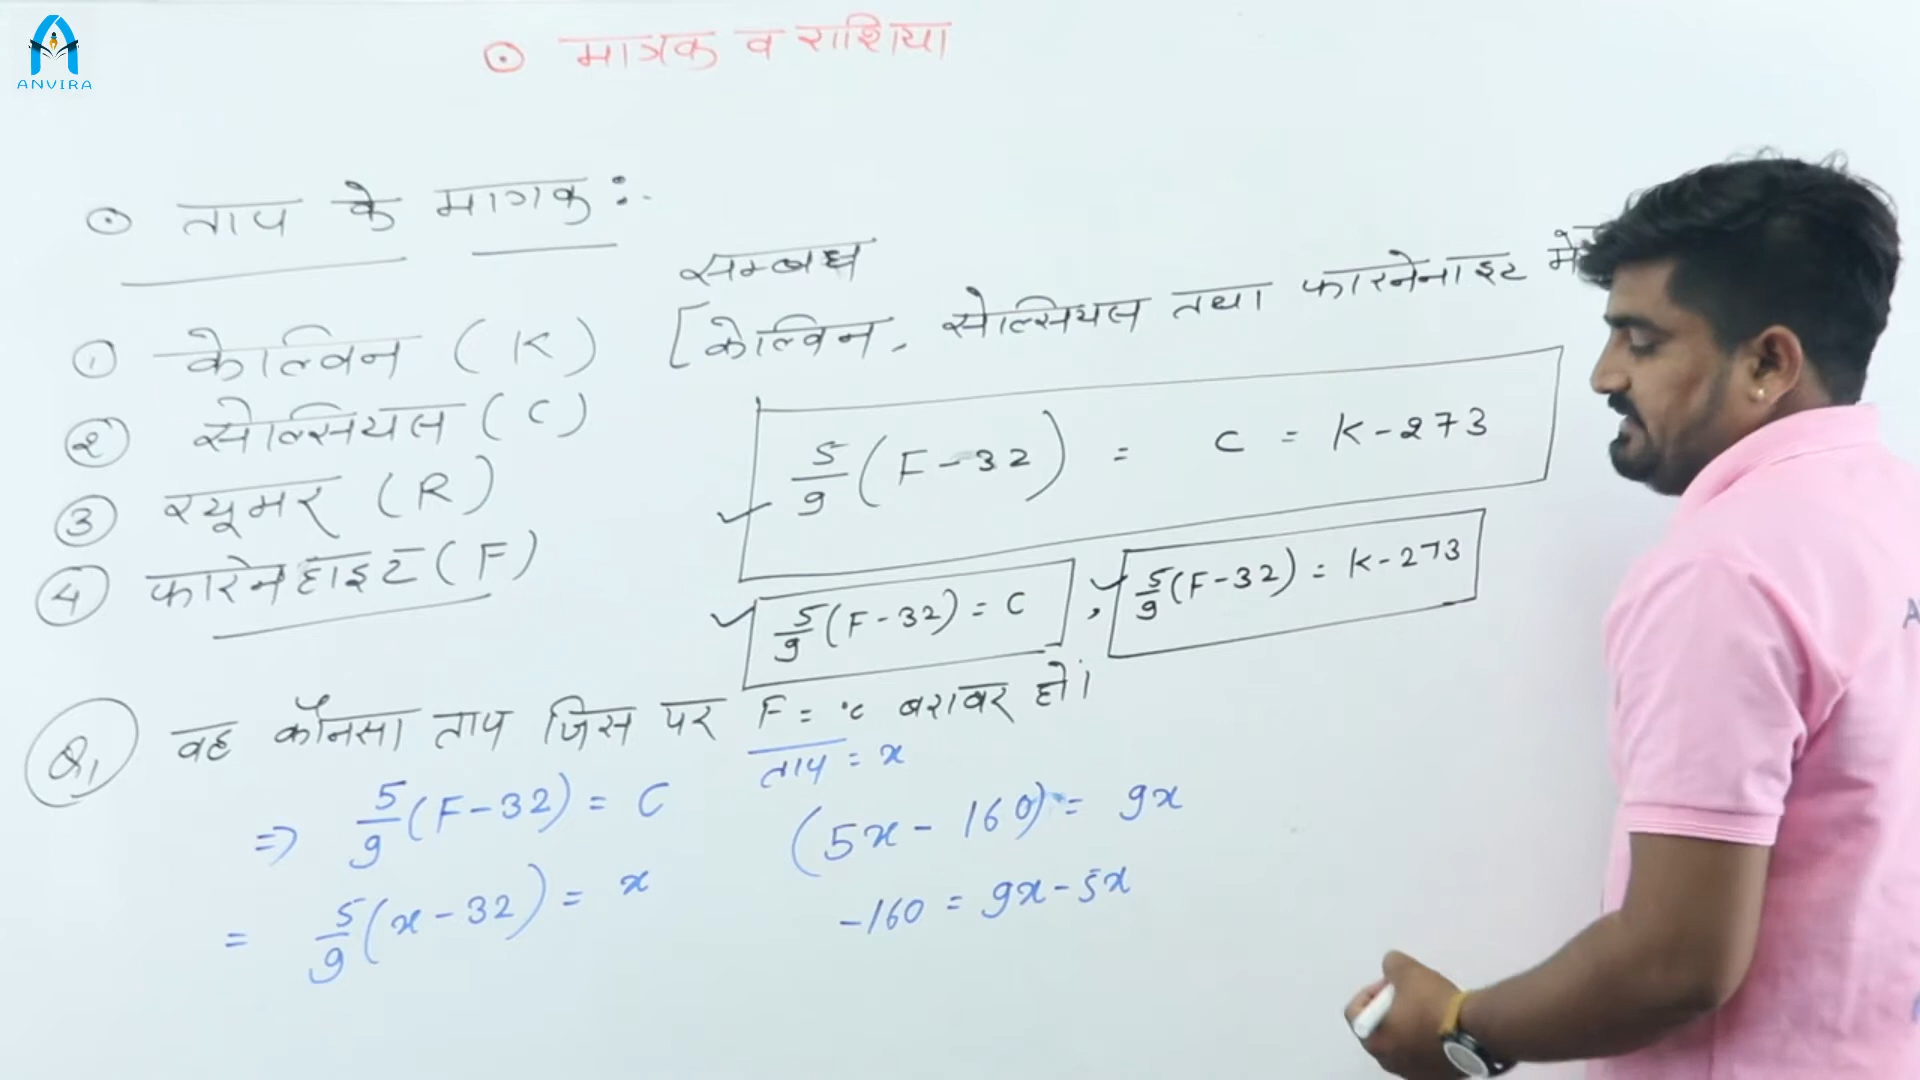 ANVIRA
⊙ मात्रक व राशिया
⊙ ताप के मात्रक :-
① केल्विन (K)
② सेल्सियस (C)
③ रयूमर (R)
④ फारेनहाइट (F)
सम्बंध
[केल्विन, सेल्सियस तथा फारनेनाइट में
5/9 (F-32) = C = K-273
5/9 (F-32) = C , 5/9 (F-32) = K-273
Q1 वह कौनसा ताप जिस पर F = °C बराबर हो।
ताप = x
=> 5/9 (F-32) = C
= 5/9 (x-32) = x
(5x - 160) = 9x
-160 = 9x-5x